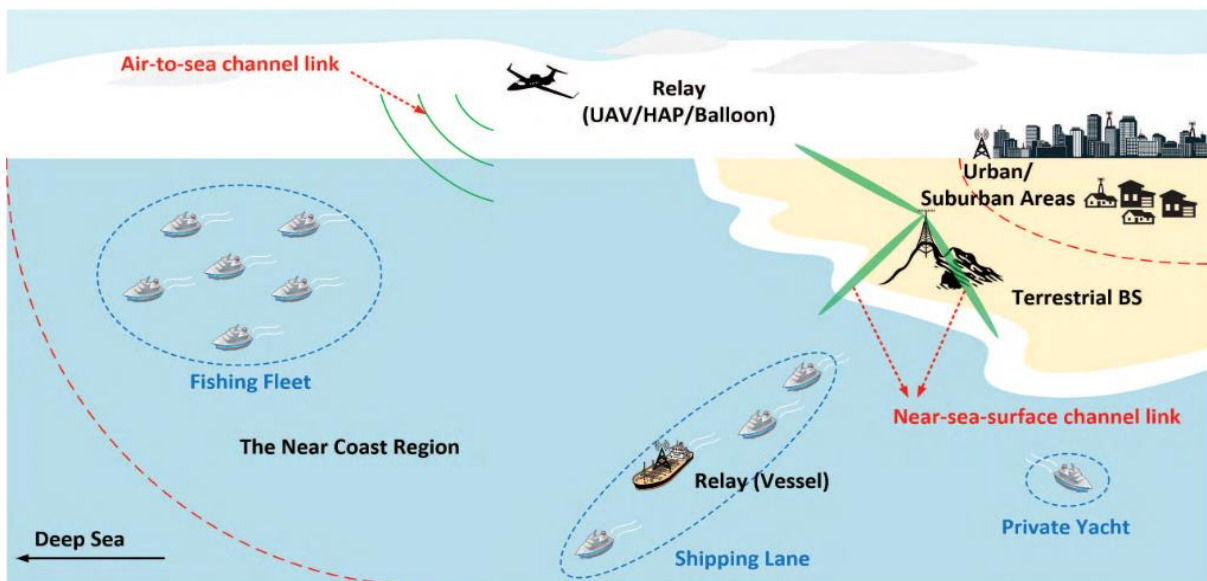 Air-to-sea channel link
Relay
(UAV/HAP/Balloon)
Urban/
Suburban Areas
Terrestrial BS
Fishing Fleet
Near-sea-surface channel link
The Near Coast Region
Relay (Vessel)
Private Yacht
Deep Sea
Shipping Lane